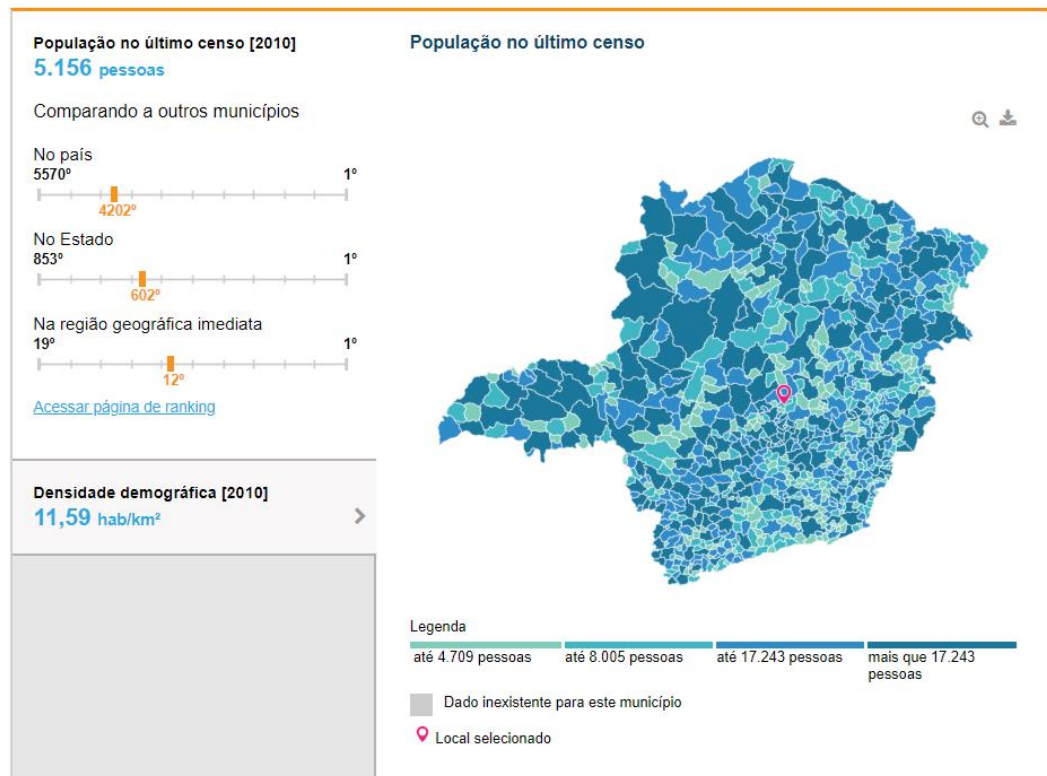 População no último censo [2010]
5.156 pessoas
Comparando a outros municípios
No país
5570º 1º
4202º
No Estado
853º 1º
602º
Na região geográfica imediata
19º 1º
12º
Acessar página de ranking
Densidade demográfica [2010]
11,59 hab/km²
População no último censo
Legenda
até 4.709 pessoas até 8.005 pessoas até 17.243 pessoas mais que 17.243
pessoas
Dado inexistente para este município
Local selecionado